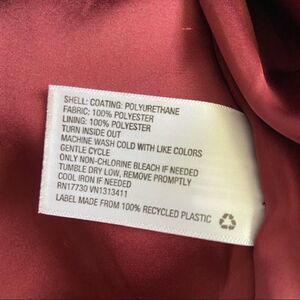 SHELL: COATING: POLYURETHANE
FABRIC: 100% POLYESTER
LINING: 100% POLYESTER
TURN INSIDE OUT
MACHINE WASH COLD WITH LIKE COLORS
GENTLE CYCLE
ONLY NON-CHLORINE BLEACH IF NEEDED
TUMBLE DRY LOW, REMOVE PROMPTLY
COOL IRON IF NEEDED
RN17730 VN1313411
LABEL MADE FROM 100% RECYCLED PLASTIC